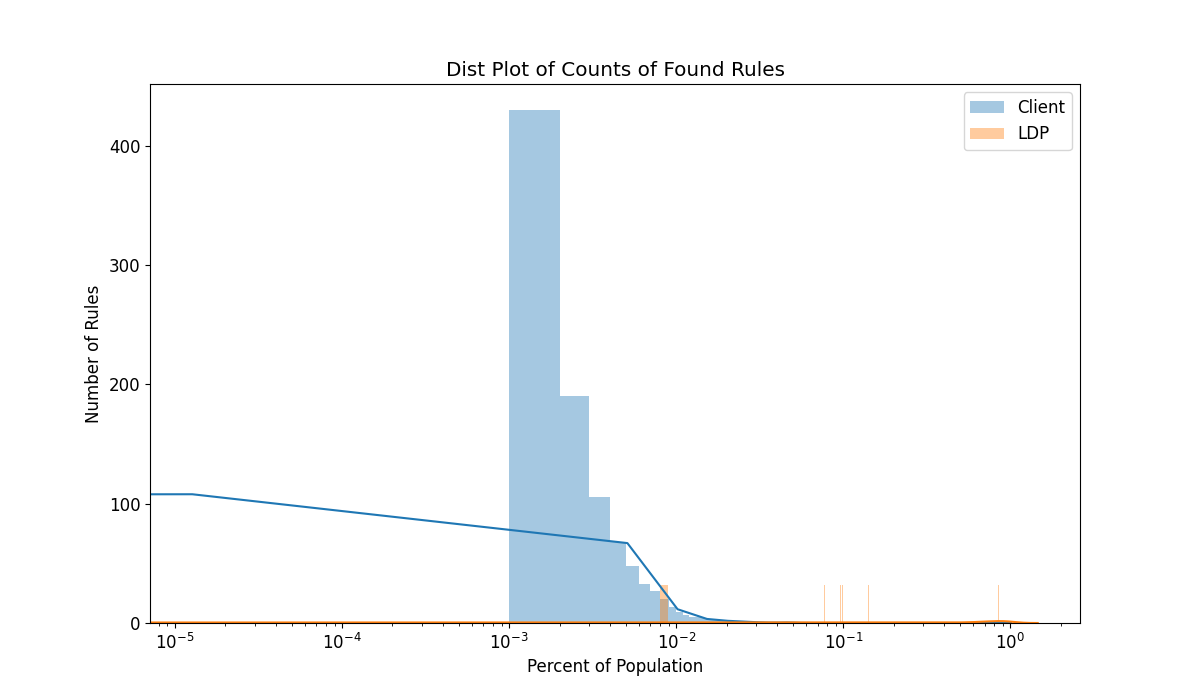 Dist Plot of Counts of Found Rules
Client
LDP
400
300
200
100
0
Number of Rules
10⁻⁵ 10⁻⁴ 10⁻³ 10⁻² 10⁻¹ 10⁰
Percent of Population